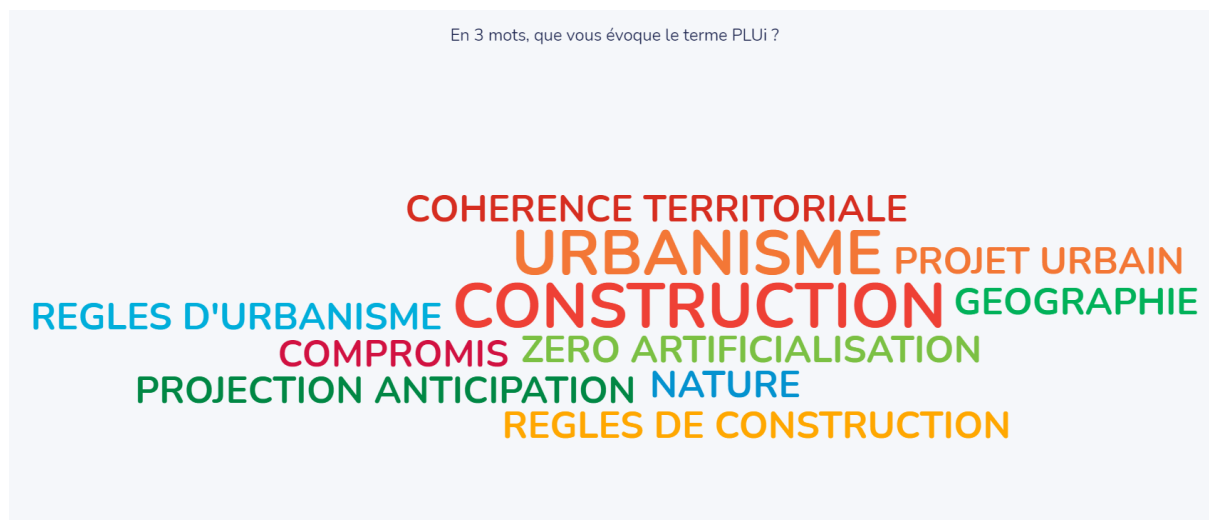 En 3 mots, que vous évoque le terme PLUi ?
COHERENCE TERRITORIALE
URBANISME
PROJET URBAIN
REGLES D'URBANISME
CONSTRUCTION
GEOGRAPHIE
COMPROMIS
ZERO ARTIFICIALISATION
PROJECTION ANTICIPATION
NATURE
REGLES DE CONSTRUCTION